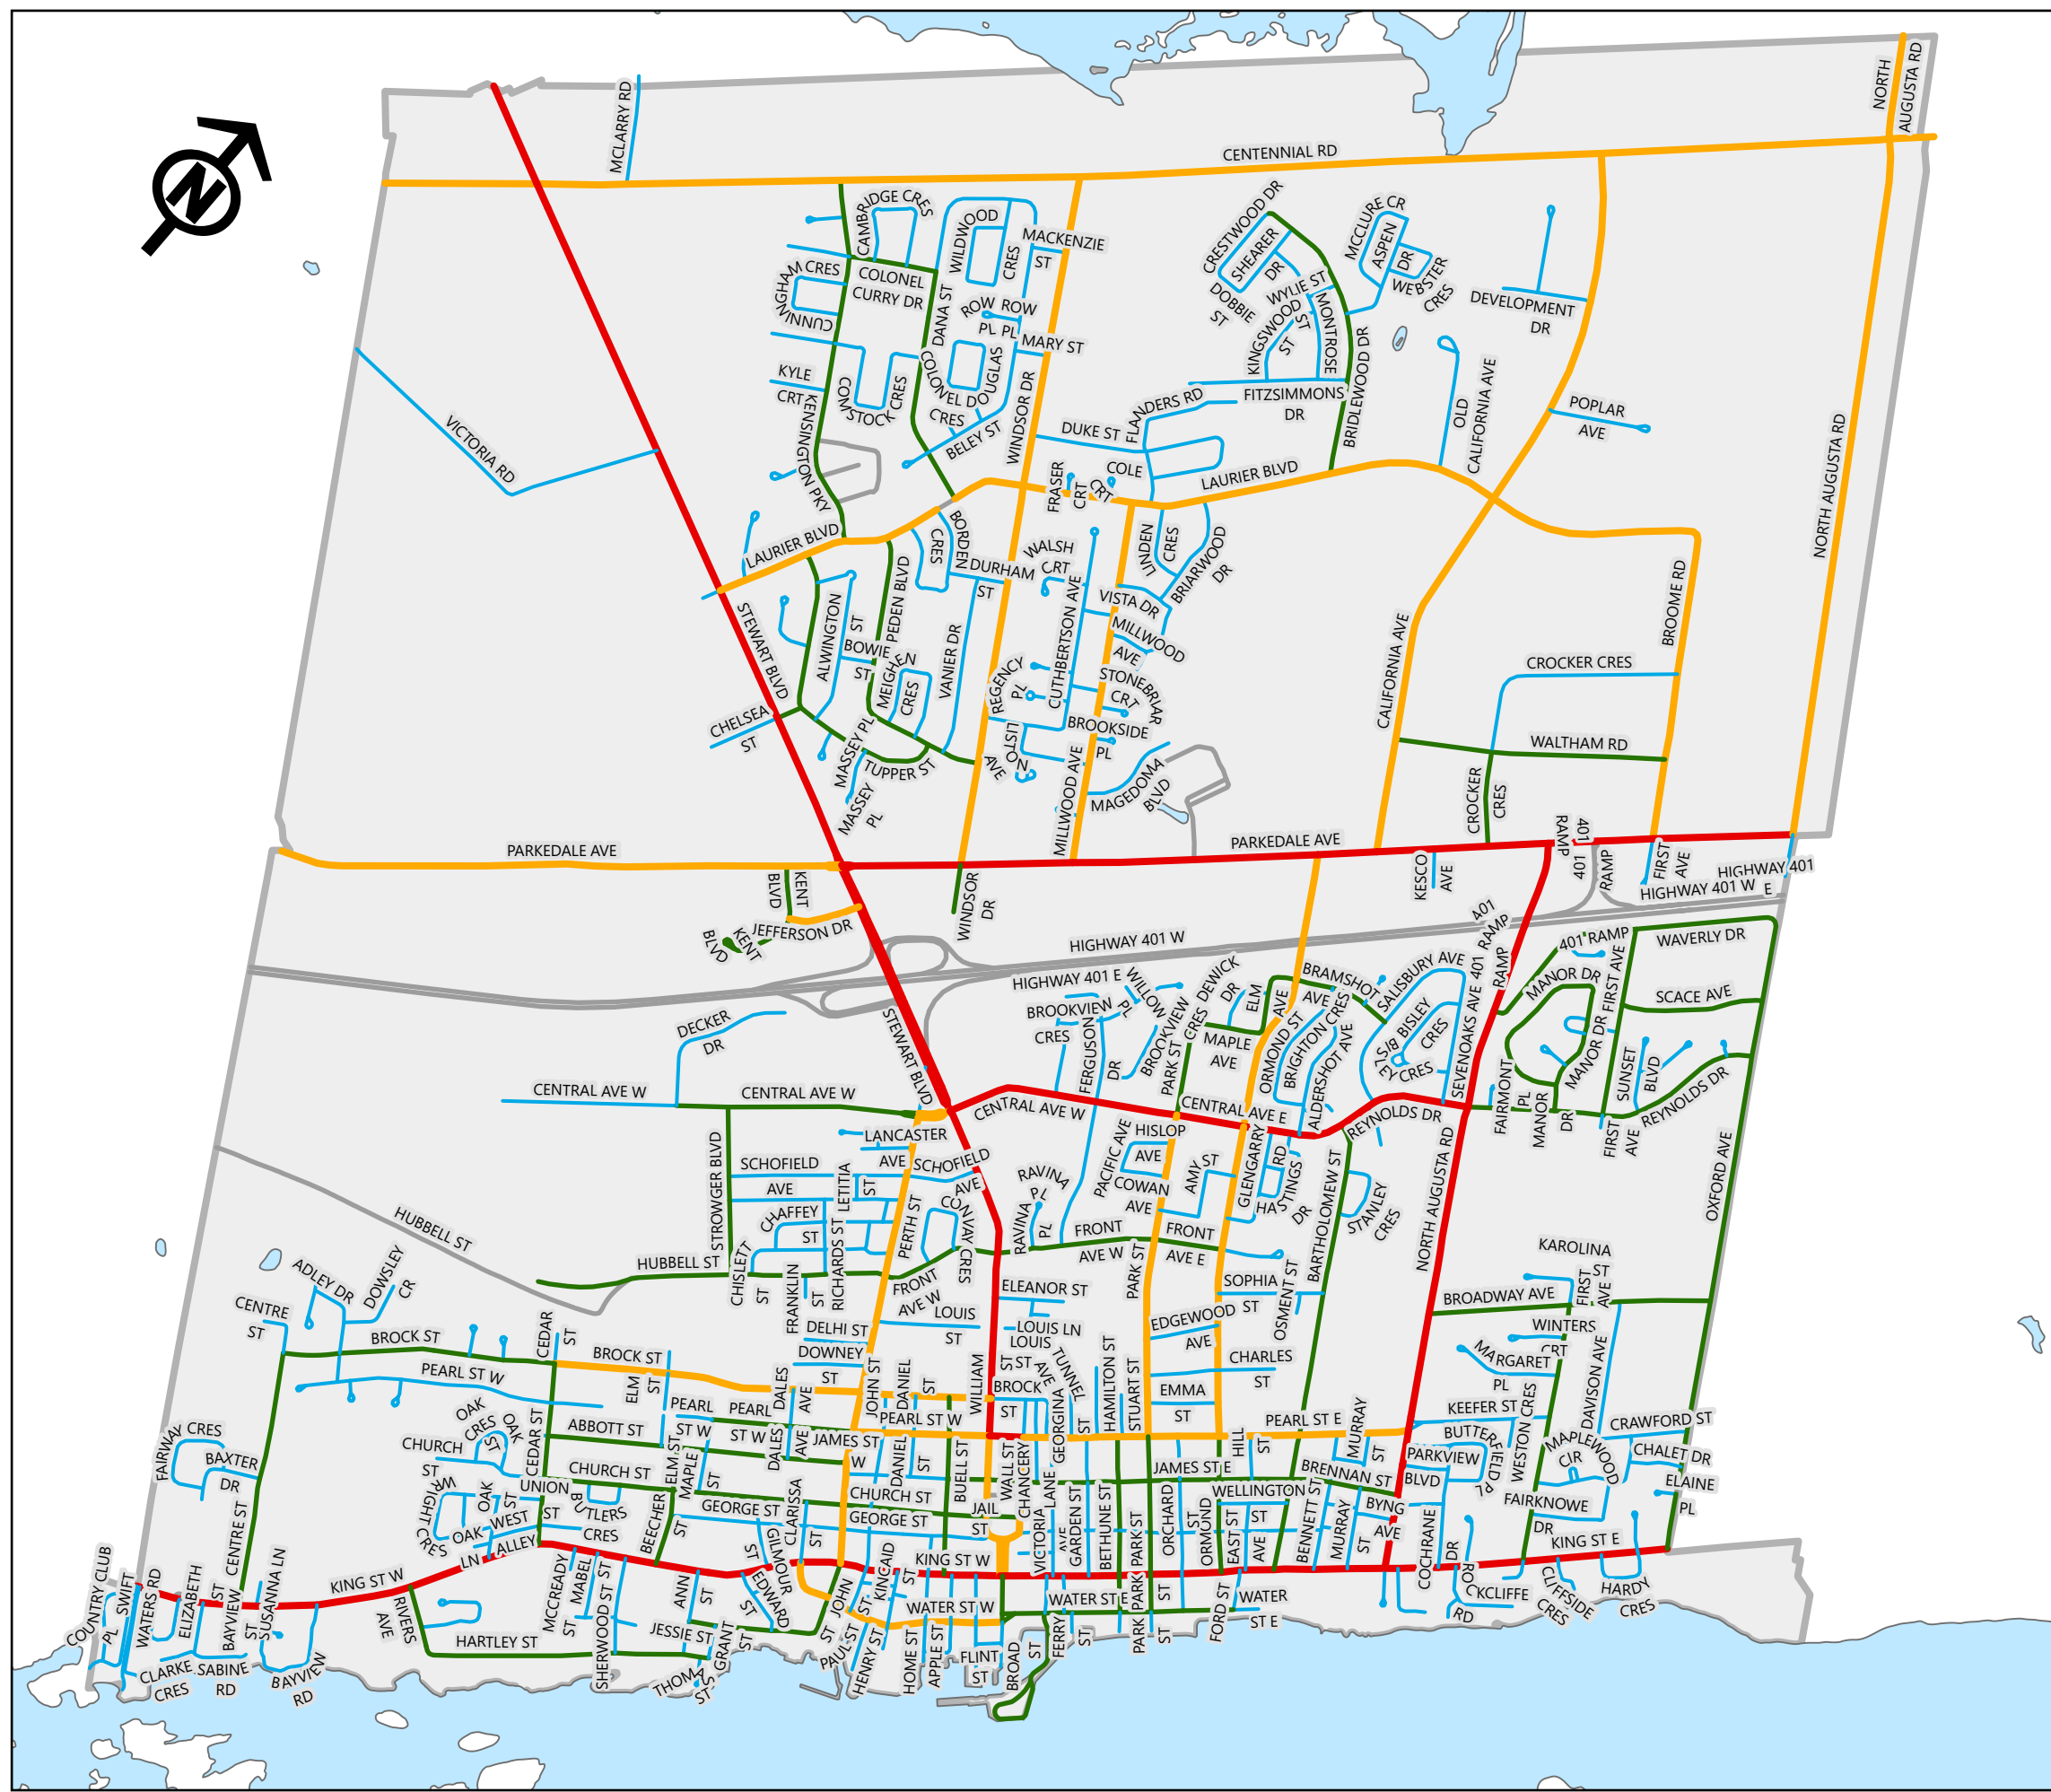 N
NORTH
AUGUSTA RD
MCLARRY RD
CENTENNIAL RD
CAMBRIDGE CRES
WILDWOOD
CRES
MACKENZIE
ST
CRESTWOOD DR
SHEARER
DR
MCCLURE CR
ASPEN
DR
WEBSTER
CRES
DEVELOPMENT
DR
COLONEL
CURRY DR
CUNNINGHAM CRES
DANA ST
ROW ROW
PL PL
MARY ST
DOBBIE
ST
WYLIE ST
KINGSWOOD
ST
ST
MONTROSE
BRIDLEWOOD DR
KYLE
CRT
COMSTOCK CRES
COLONEL DOUGLAS
CRES
KENSINGTON PKY
BELEY ST
WINDSOR DR
DUKE ST
FLANDERS RD
FITZSIMMONS
DR
OLD
CALIFORNIA AVE
POPLAR
AVE
VICTORIA RD
NORTH AUGUSTA RD
FRASER
CRT
COLE
CRT
LAURIER BLVD
LAURIER BLVD
BORDEN
CRES
DURHAM
ST
WALSH
CRT
LINDEN
CRES
BRIARWOOD
DR
VISTA DR
MILLWOOD
AVE
CUTHBERTSON AVE
STEWART BLVD
ALWINGTON
ST
PEDEN BLVD
BOWIE
ST
MEIGHEN
CRES
VANIER DR
REGENCY
PL
STONEBRIAR
CRT
BROOKSIDE
PL
CALIFORNIA AVE
BROOME RD
CROCKER CRES
CHELSEA
ST
MASSEY PL
TUPPER ST
MASSEY
PL
AVE
LISTON
MILLWOOD AVE
MAGEDOMA
BLVD
WALTHAM RD
CROCKER
CRES
PARKEDALE AVE
PARKEDALE AVE
RAMP
401
401
RAMP
FIRST
AVE
KESCO
AVE
HIGHWAY 401
E
HIGHWAY 401 W
KENT
BLVD
JEFFERSON DR
KENT
BLVD
WINDSOR
DR
HIGHWAY 401 W
HIGHWAY 401 E
401
RAMP
401 RAMP
401 RAMP
WAVERLY DR
DECKER
DR
STEWART BLVD
BROOKVIEW
CRES
WILLOW
PL
BROOKVIEW
CRES
DENICK
DR
ELM
AVE
BRAMSHOT
AVE
SALISBURY AVE
BISLEY
CRES
BISLEY CRES
MANOR DR
FIRST AVE
SCACE AVE
FERGUSON
DR
PARK ST
MAPLE
AVE
ORMOND ST
BRIGHTON CRES
ALDERSHOT AVE
SEVENOAKS AVE
FAIRMONT
PL
MANOR DR
MANOR
DR
SUNSET
BLVD
REYNOLDS DR
FIRST
AVE
CENTRAL AVE W
CENTRAL AVE W
CENTRAL AVE W
CENTRAL AVE E
REYNOLDS DR
LANCASTER
AVE
SCHOFIELD
AVE
SCHOFIELD
AVE
STROWGER BLVD
LETITIA
ST
CHAFFEY
ST
PERTH ST
CONWAY CRES
RAVINA
PL
RAVINA
PL
PACIFIC AVE
HISLOP
AVE
COWAN
AVE
AMY ST
GLENGARRY
RD
HASTINGS
DR
BARTHOLOMEW ST
STANLEY
CRES
NORTH AUGUSTA RD
OXFORD AVE
HUBBELL ST
HUBBELL ST
CHISLETT
ST
FRANKLIN
ST
RICHARDS ST
FRONT
AVE W
FRONT
AVE W
FRONT
AVE E
PARK ST
KAROLINA
ST
FIRST
AVE
BROADWAY AVE
ADLEY DR
DOWSLEY
CR
CENTRE
ST
BROCK ST
PEARL ST W
CEDAR
ST
BROCK ST
ELM
ST
DELHI ST
DOWNEY
ST
LOUIS
ST
ELEANOR ST
LOUIS LN
LOUIS
ST
SOPHIA
ST
OSMENT ST
EDGEWOOD
AVE
CHARLES
ST
EMMA
ST
WINTERS
CRT
MARGARET
PL
DAVISON AVE
WESTON CRES
KEEFER ST
CRAWFORD ST
CHALET DR
ELAINE
PL
MAPLEWOOD
CIR
FAIRKNOWE
DR
BUTTERFIELD PL
PARKVIEW
BLVD
FAIRWAY CRES
BAXTER
DR
CHURCH
ST
OAK
CRES
OAK
ST
CEDAR ST
ABBOTT ST
PEARL
ST W
PEARL
ST W
DALES
AVE
DALES
AVE
JOHN ST
DANIEL
ST
PEARL ST W
WILLIAM
ST
BROCK
ST
TUNNEL
AVE
GEORGINA
ST
HAMILTON ST
STUART ST
PEARL ST E
MURRAY
ST
HILL
ST
JAMES ST
W
JAMES ST E
BRENNAN ST
WRIGHT CRES
OAK
ST
OAK
WEST
ALLEY
LN
UNION
ST
CHURCH ST
BUTLERS
CRES
ELM ST
MAPLE
ST
BEECHER
ST
GEORGE ST
CHURCH ST
GEORGE ST
CLARISSA
ST
GILMOUR
ST
DANIEL
ST
BUELL ST
JAIL
ST
WALL ST
CHANCERY
LANE
VICTORIA
AVE
GARDEN ST
BETHUNE ST
PARK ST
ORCHARD
ST
ORMOND
EAST ST
WELLINGTON
ST
AVE
BENNETT ST
MURRAY
ST
BYNG
AVE
COCHRANE
DR
KING ST E
ROCKCLIFFE
RD
CLIFFSIDE
CRES
HARDY
CRES
KING ST W
KING ST W
COUNTRY CLUB
PL
SWIFT
WATERS RD
ELIZABETH
ST
BAYVIEW
ST
CENTRE ST
SUSANNA LN
CLARKE
CRES
SABINE
RD
BAYVIEW
RD
RIVERS
AVE
HARTLEY ST
MCCREADY
ST
MABEL
ST
SHERWOOD ST
ANN
ST
JESSIE ST
THOMAS
ST
GRANT
ST
EDWARD
ST
JOHN
ST
KINCAID
ST
PAUL ST
HENRY ST
WATER ST W
HOME ST
APPLE ST
FLINT
ST
BROAD
ST
FERRY
ST
WATER ST E
PARK
PARK
ST
ST
FORD ST
WATER
ST E